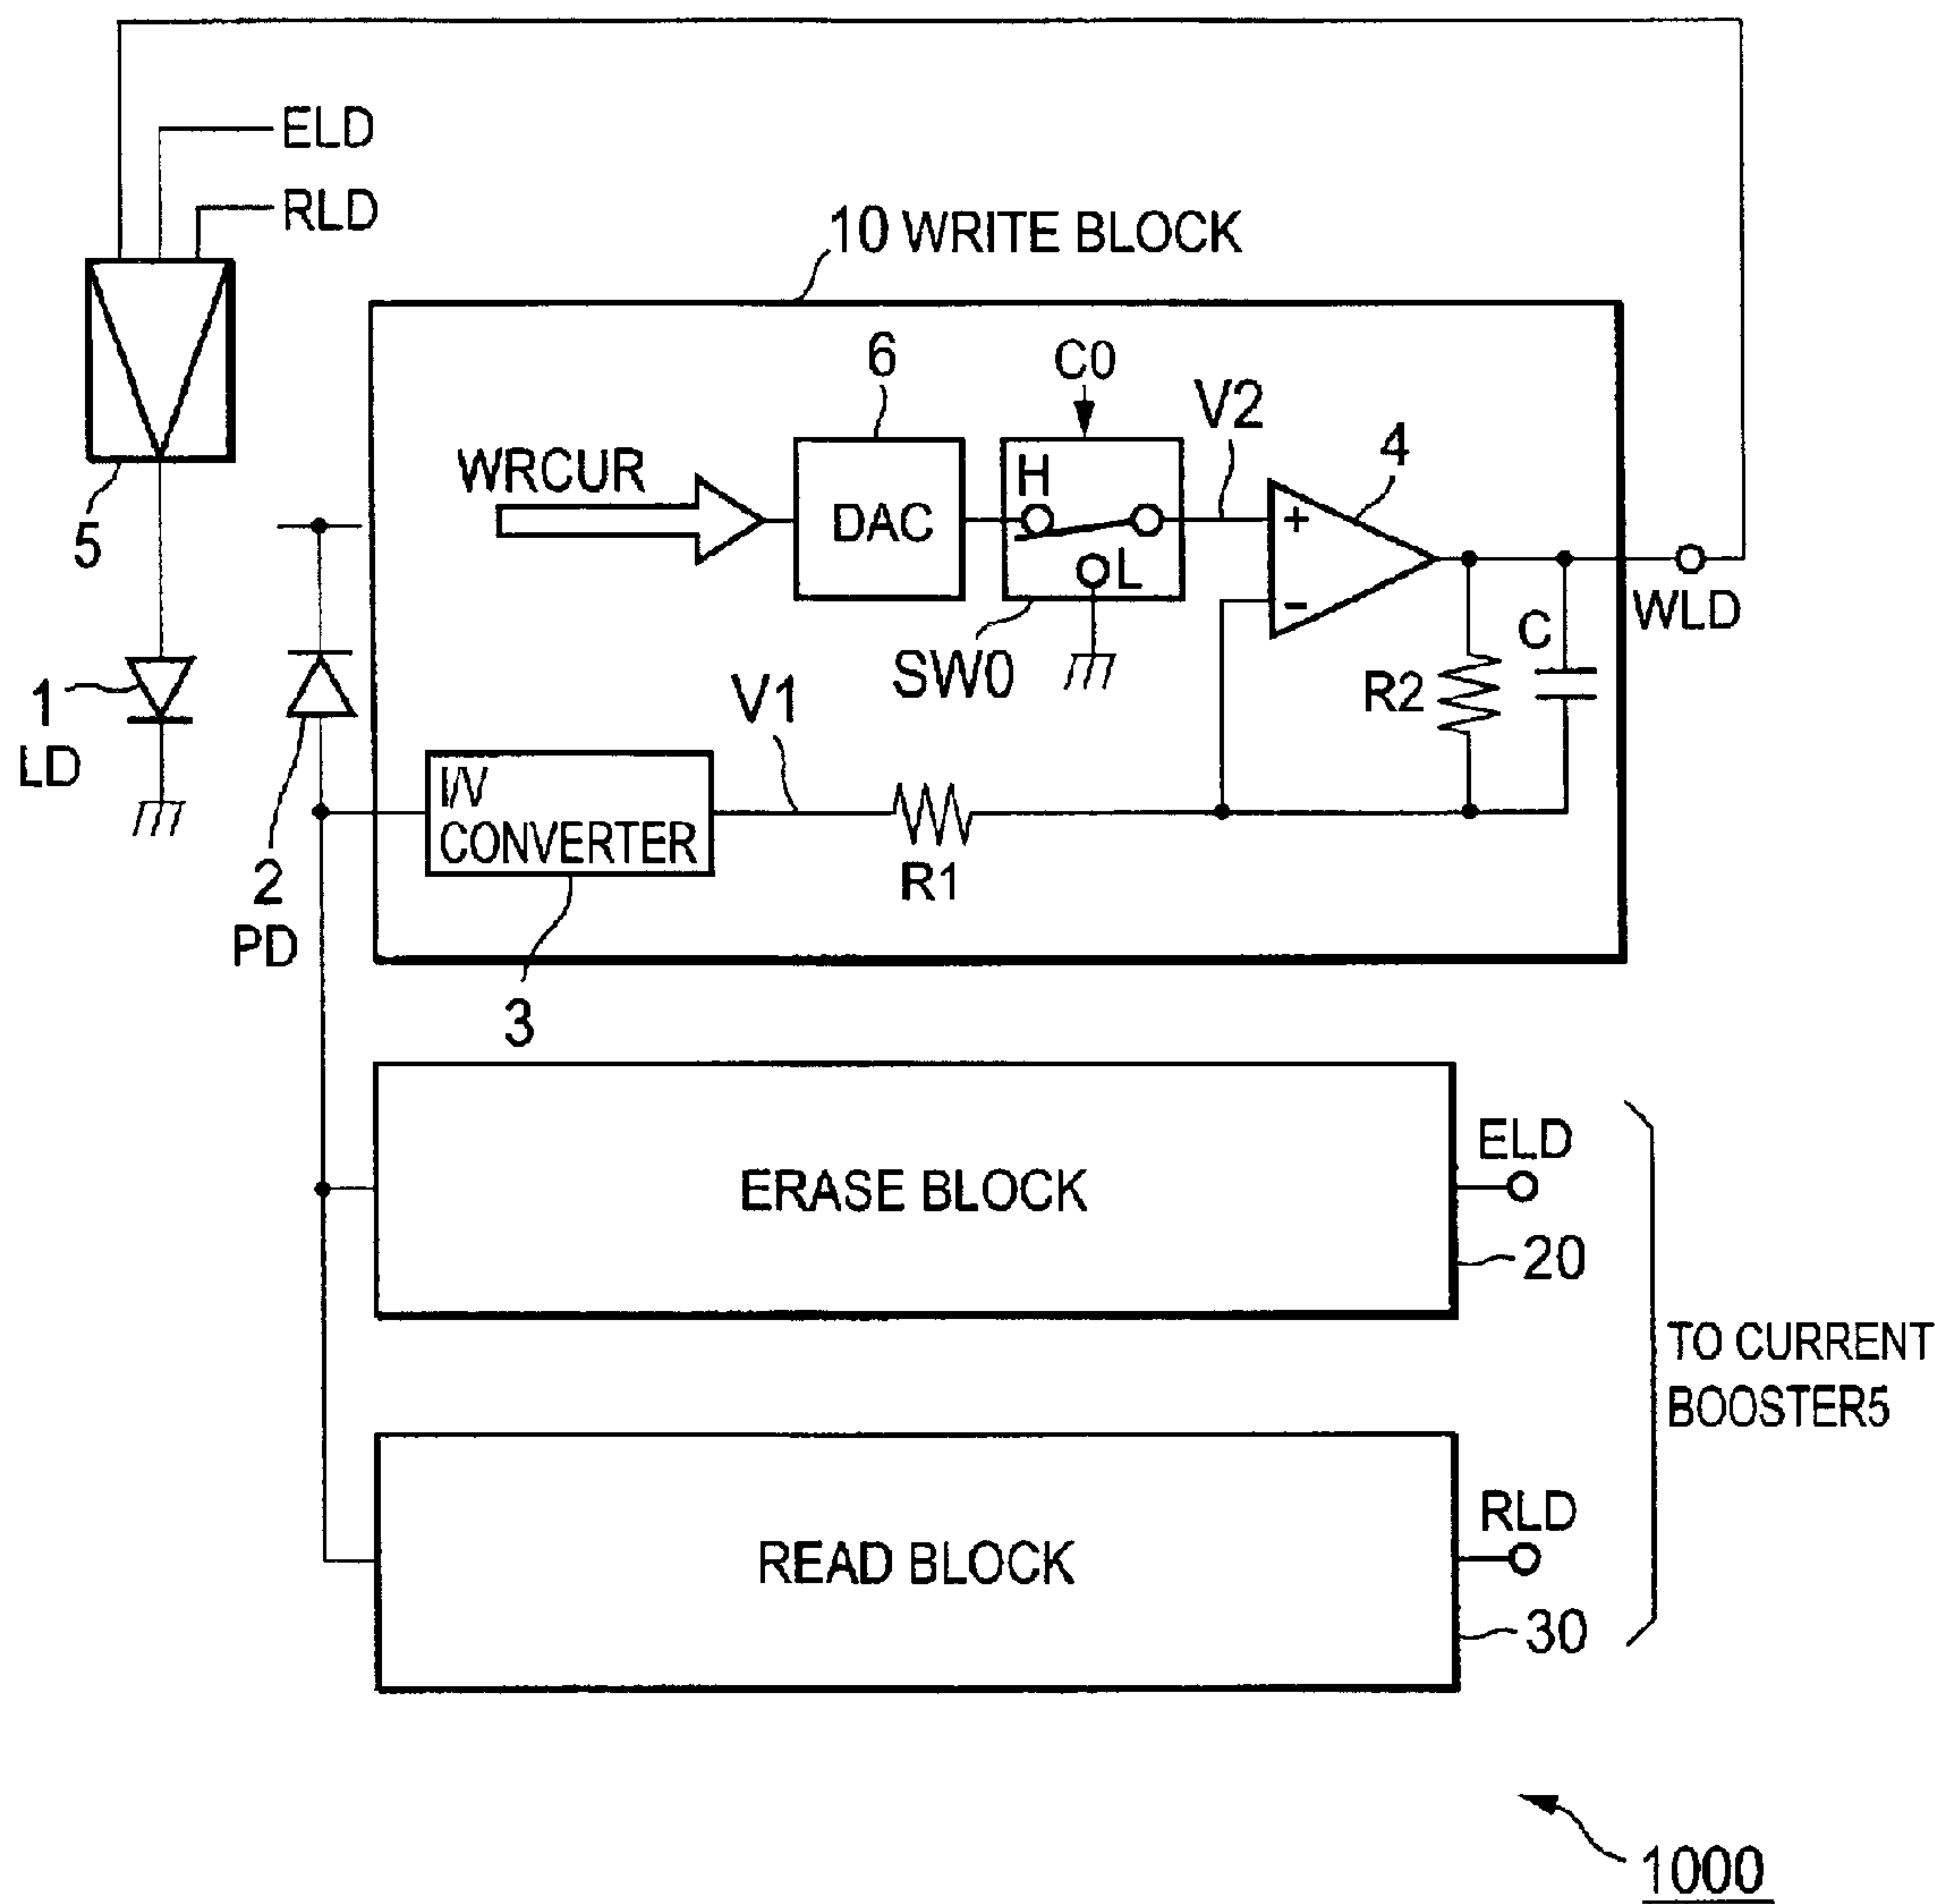 ELD
RLD
10 WRITE BLOCK
6
C0
V2
4
WRCUR
H
DAC
+
5
L
-
WLD
SW0
C
1
LD
V1
R2
I/V
CONVERTER
R1
2
PD
3
ELD
ERASE BLOCK
20
TO CURRENT
BOOSTER5
RLD
READ BLOCK
30
1000